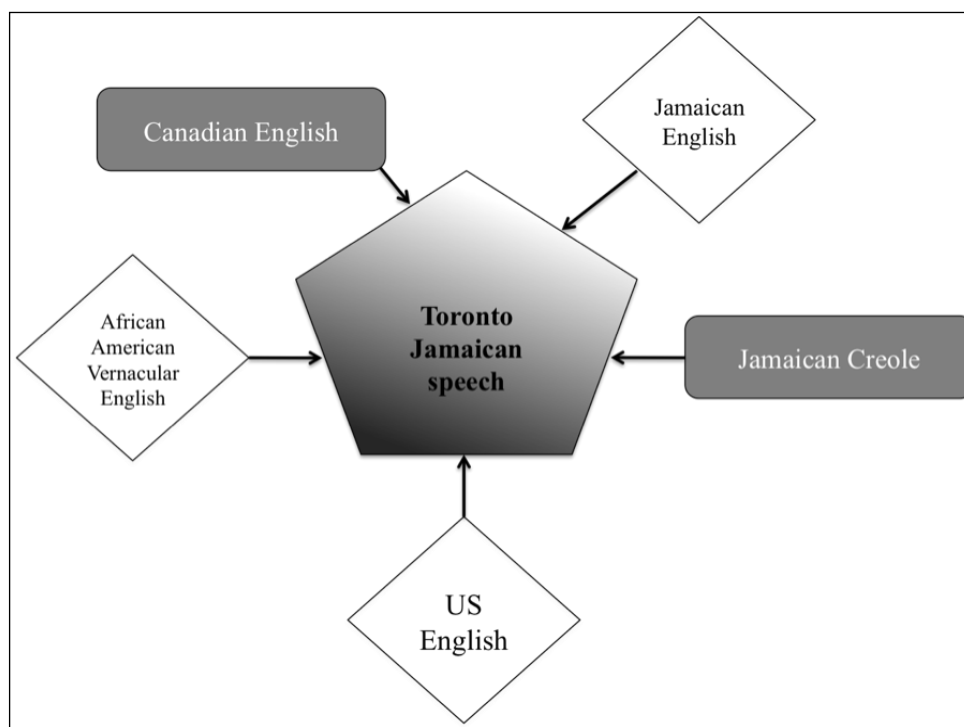 Canadian English
Jamaican
English
African
American
Vernacular
English
Toronto
Jamaican
speech
Jamaican Creole
US
English